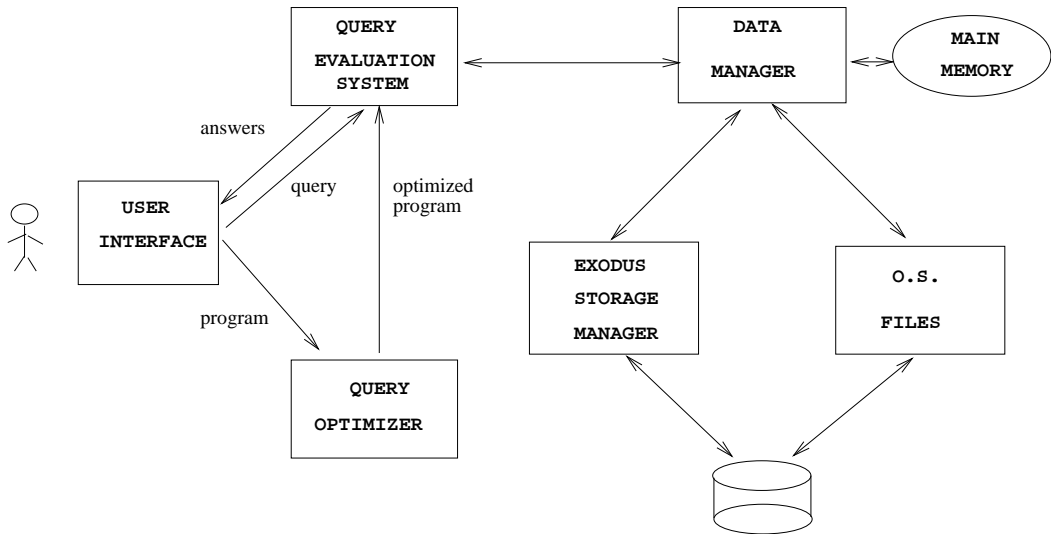 QUERY
EVALUATION
SYSTEM
DATA
MANAGER
MAIN
MEMORY
answers
query
optimized
program
USER
INTERFACE
program
QUERY
OPTIMIZER
EXODUS
STORAGE
MANAGER
O.S.
FILES